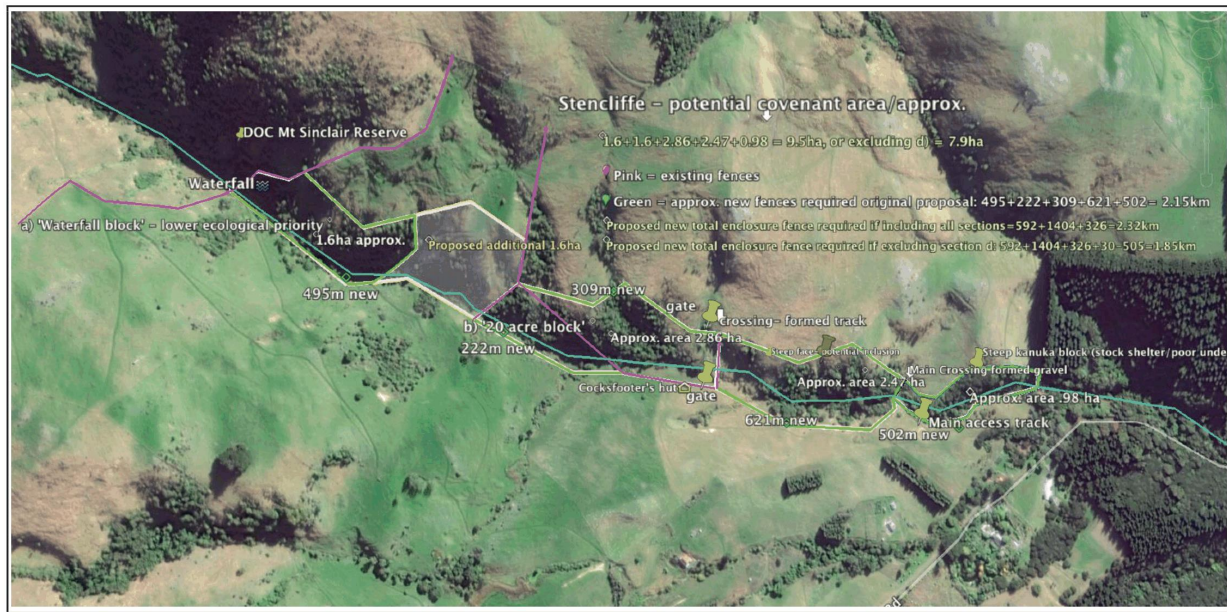 Stencliffe - potential covenant area/approx.
DOC Mt Sinclair Reserve
1.6+1.6+2.86+2.47+0.98 = 9.5ha, or excluding d) = 7.9ha
Pink = existing fences
Waterfall
Green = approx. new fences required original proposal: 495+222+309+621+502= 2.15km
a) 'Waterfall block' - lower ecological priority
Proposed new total enclosure fence required if including all sections=592+1404+326=2.32km
1.6ha approx.
Proposed additional 1.6ha
Proposed new total enclosure fence required if excluding section d: 592+1404+326-30-505=1.85km
495m new
309m new
gate
Crossing- formed track
b) '20 acre block'
222m new
Approx. area 2.86 ha
Steep face- potential inclusion
Steep kanuka block (stock shelter/poor unde
Main Crossing formed gravel
Approx. area 2.47 ha
Cocksfooter's hut
gate
Approx. area .98 ha
621m new
Main access track
502m new
Rd